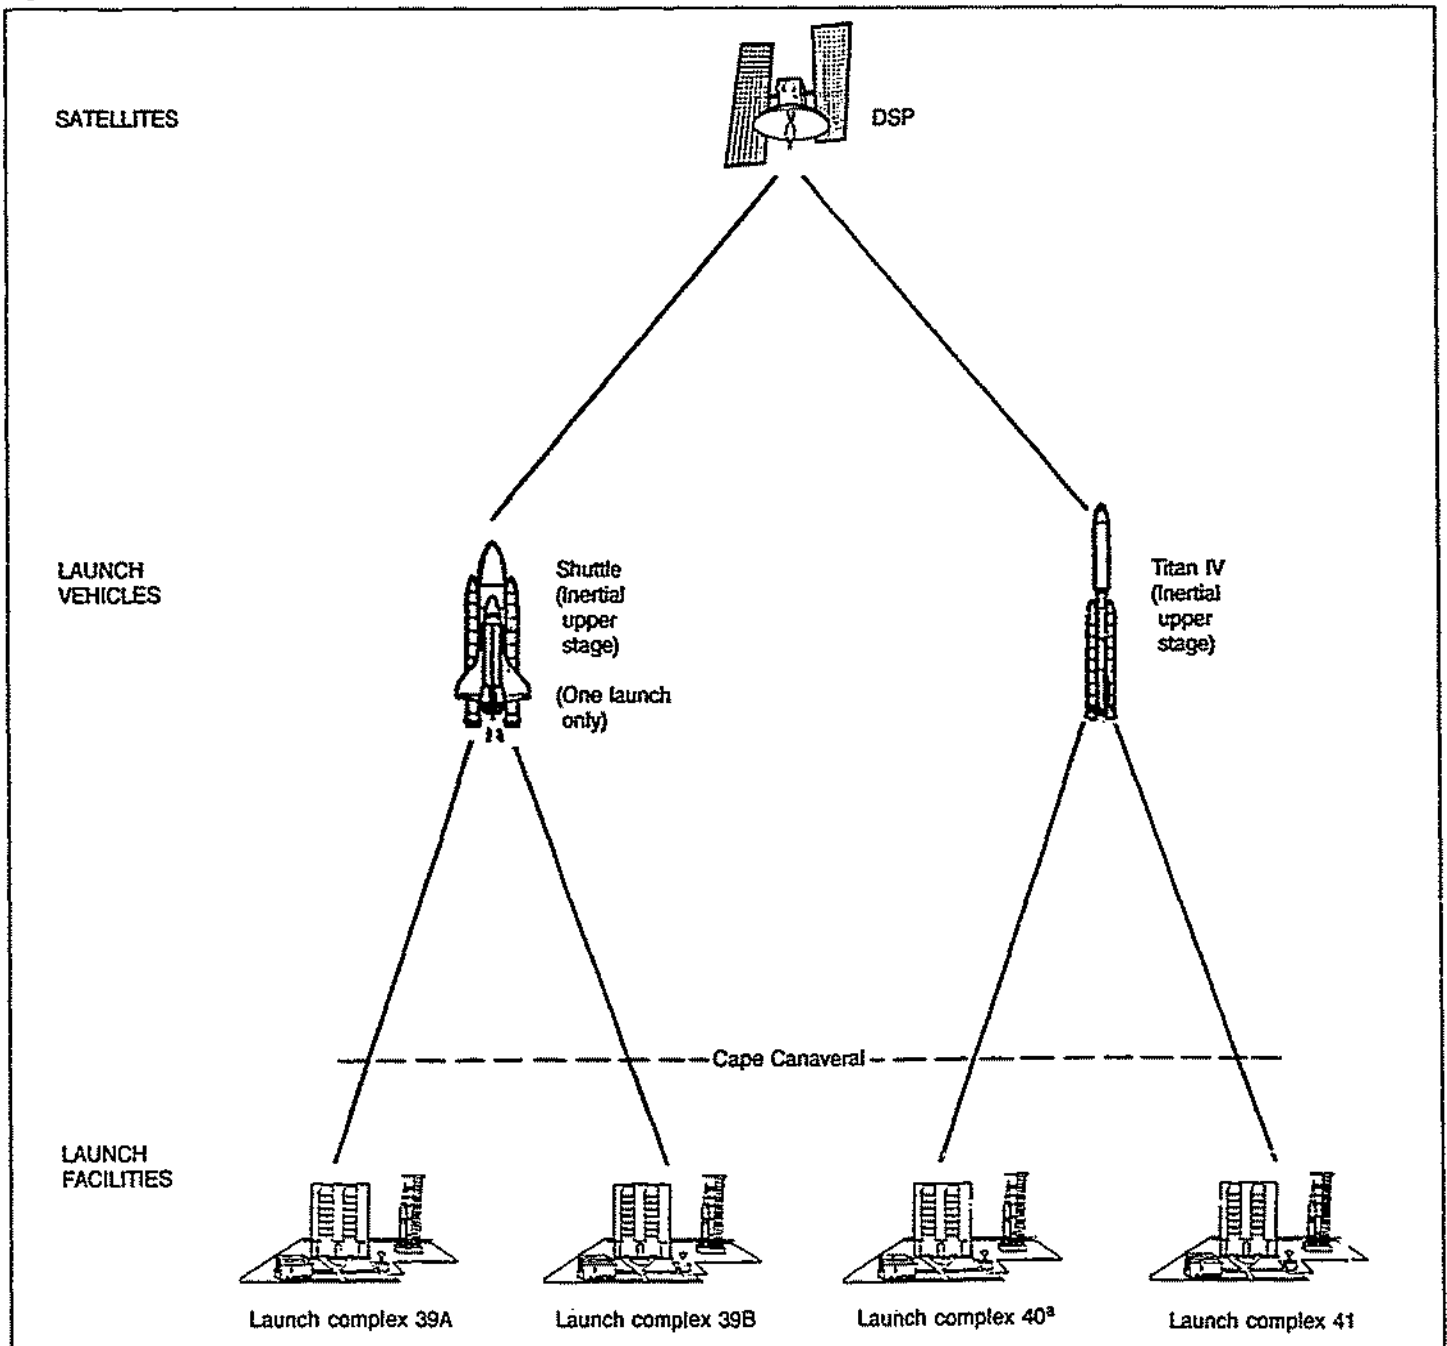 SATELLITES
DSP
LAUNCH
VEHICLES
Shuttle
(Inertial
upper
stage)
(One launch
only)
Titan IV
(Inertial
upper
stage)
Cape Canaveral
LAUNCH
FACILITIES
Launch complex 39A
Launch complex 39B
Launch complex 40ª
Launch complex 41